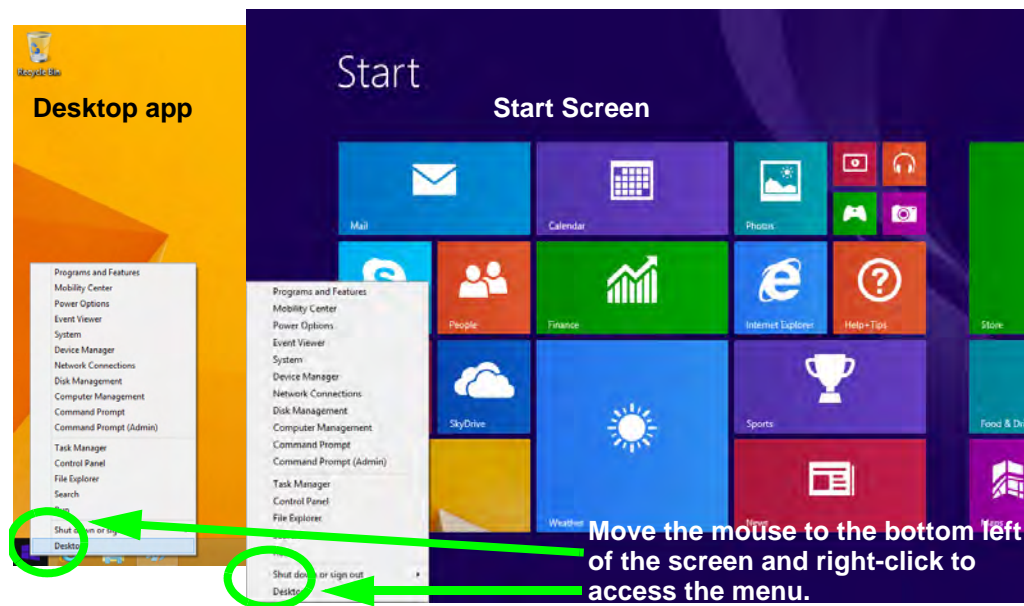 Recycle Bin
Desktop app
Programs and Features
Mobility Center
Power Options
Event Viewer
System
Device Manager
Network Connections
Disk Management
Computer Management
Command Prompt
Command Prompt (Admin)
Task Manager
Control Panel
File Explorer
Search
Start
Start Screen
Mail
Calendar
Photos
People
Finance
Internet Explorer
Help+Tips
Store
SkyDrive
Sports
Weather
News
Programs and Features
Mobility Center
Power Options
Event Viewer
System
Device Manager
Network Connections
Disk Management
Computer Management
Command Prompt
Command Prompt (Admin)
Task Manager
Control Panel
File Explorer
Shut down or sign out
Move the mouse to the bottom left
of the screen and right-click to
access the menu.